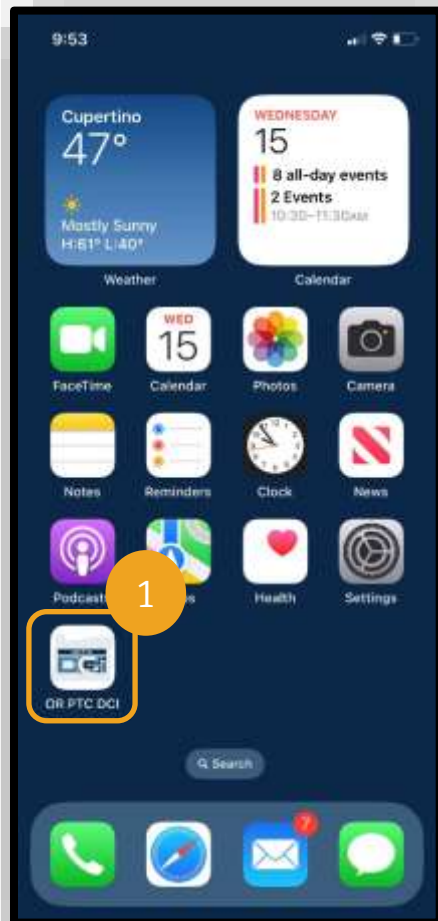 9:53
Cupertino
47°
Mostly Sunny
H:61° L:40°
WEDNESDAY
15
8 all-day events
2 Events
10:30–11:30AM
Weather
Calendar
WED
15
FaceTime
Calendar
Photos
Camera
Notes
Reminders
Clock
News
Podcasts
Health
Settings
1
DCI
OR PTC DCI
Search
7